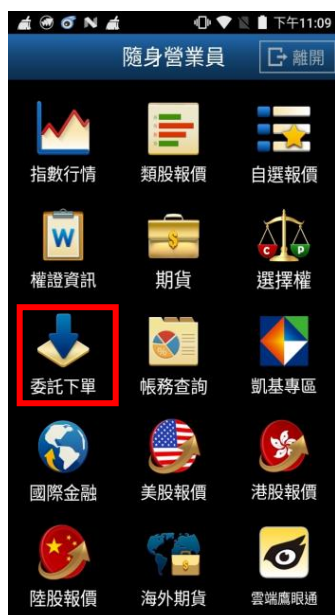 下午11:09
隨身營業員
離開
指數行情 類股報價 自選報價
W $ C P
權證資訊 期貨 選擇權
委託下單 帳務查詢 凱基專區
國際金融 美股報價 港股報價
陸股報價 海外期貨 雲端鷹眼通